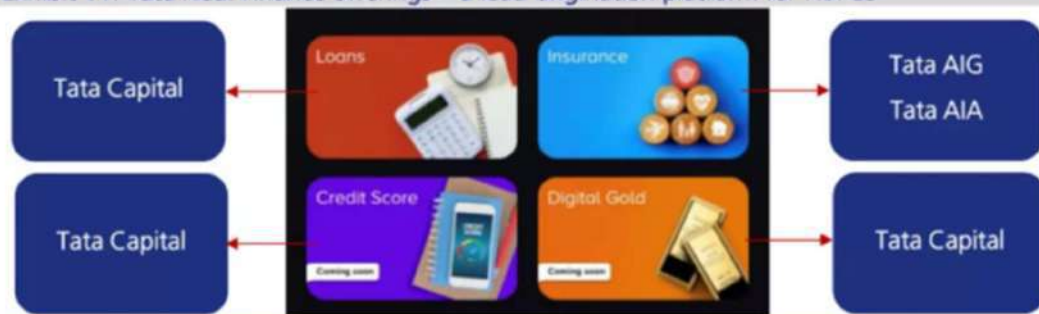 Tata Capital
Loans
Insurance
Tata AIG
Tata AIA
Tata Capital
Credit Score
Coming soon
Digital Gold
Coming soon
Tata Capital